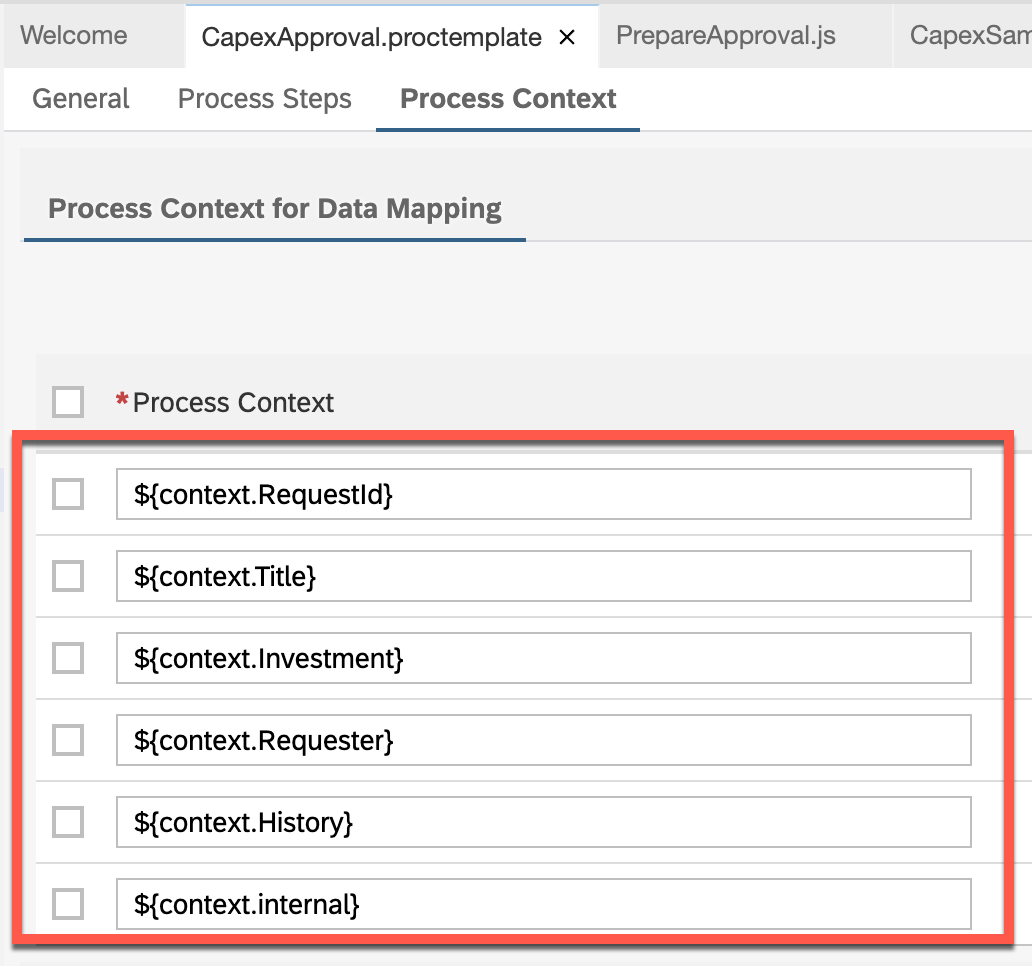 Welcome CapexApproval.proctemplate × PrepareApproval.js CapexSam
General Process Steps Process Context
Process Context for Data Mapping
*Process Context
${context.RequestId}
${context.Title}
${context.Investment}
${context.Requester}
${context.History}
${context.internal}